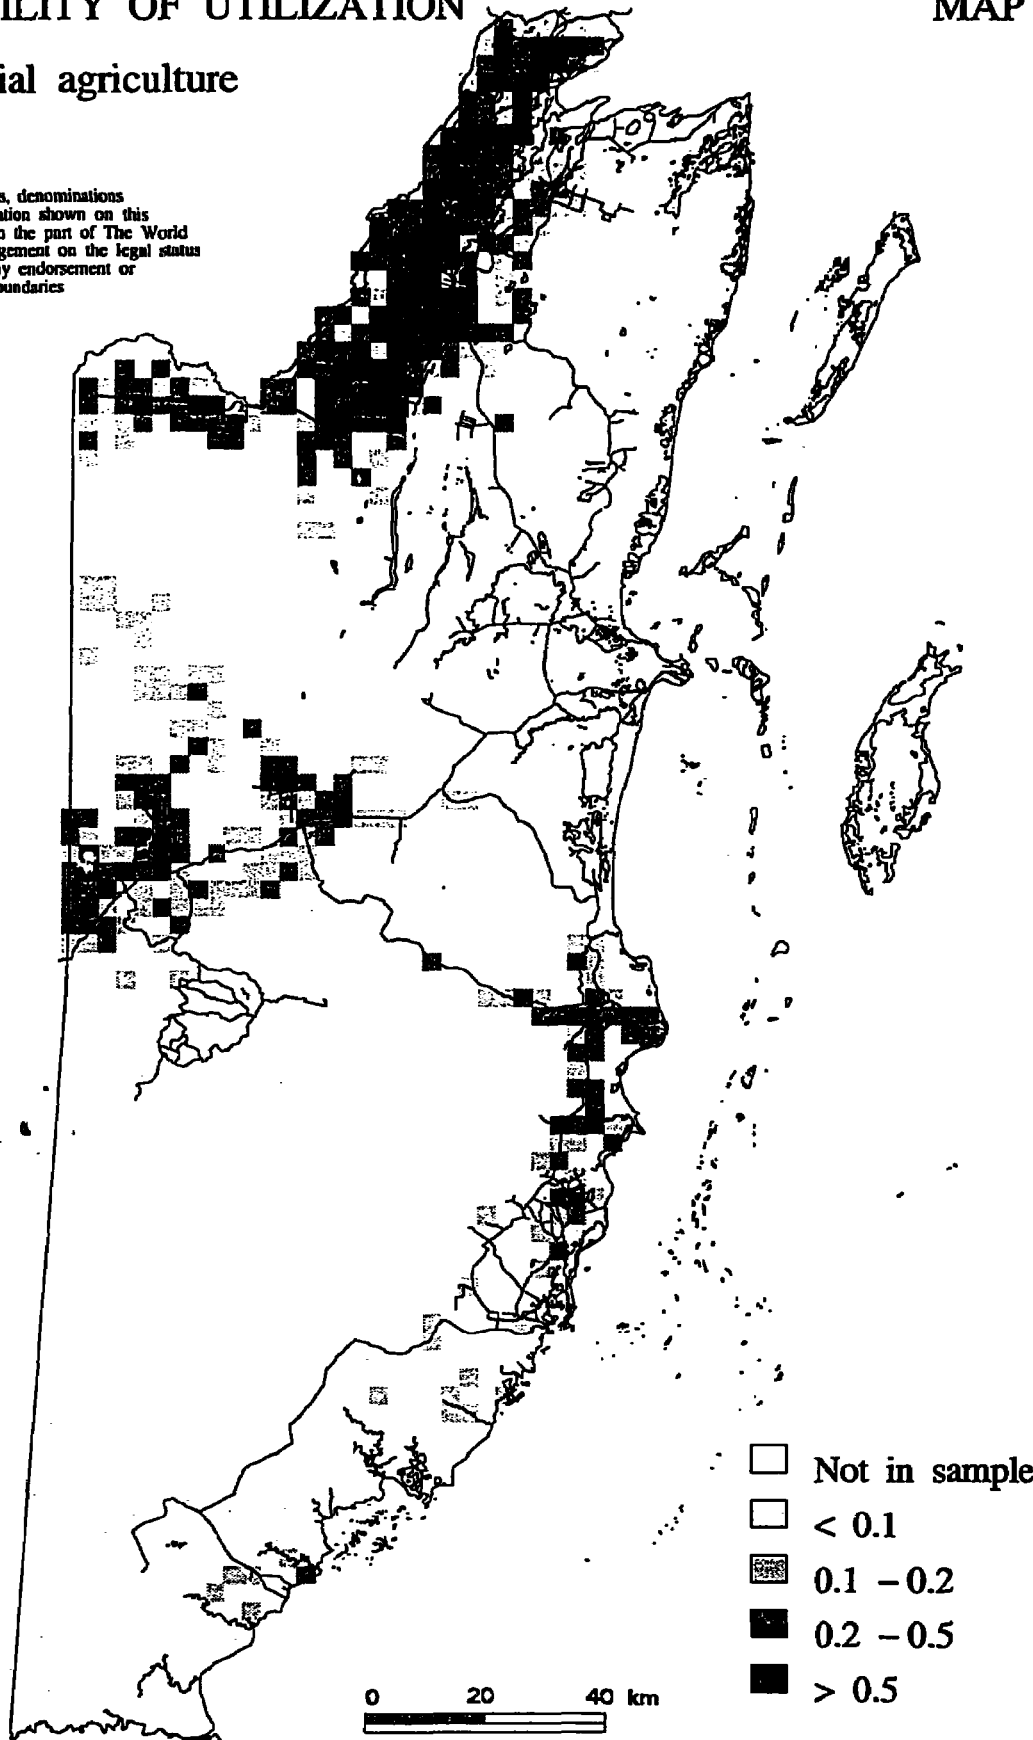 ILITY OF UTILIZATION
MAP
ial agriculture
s, denominations
ation shown on this
n the part of The World
gement on the legal status
y endorsement or
oundaries
Not in sample
< 0.1
0.1 – 0.2
0.2 – 0.5
> 0.5
0 20 40 km